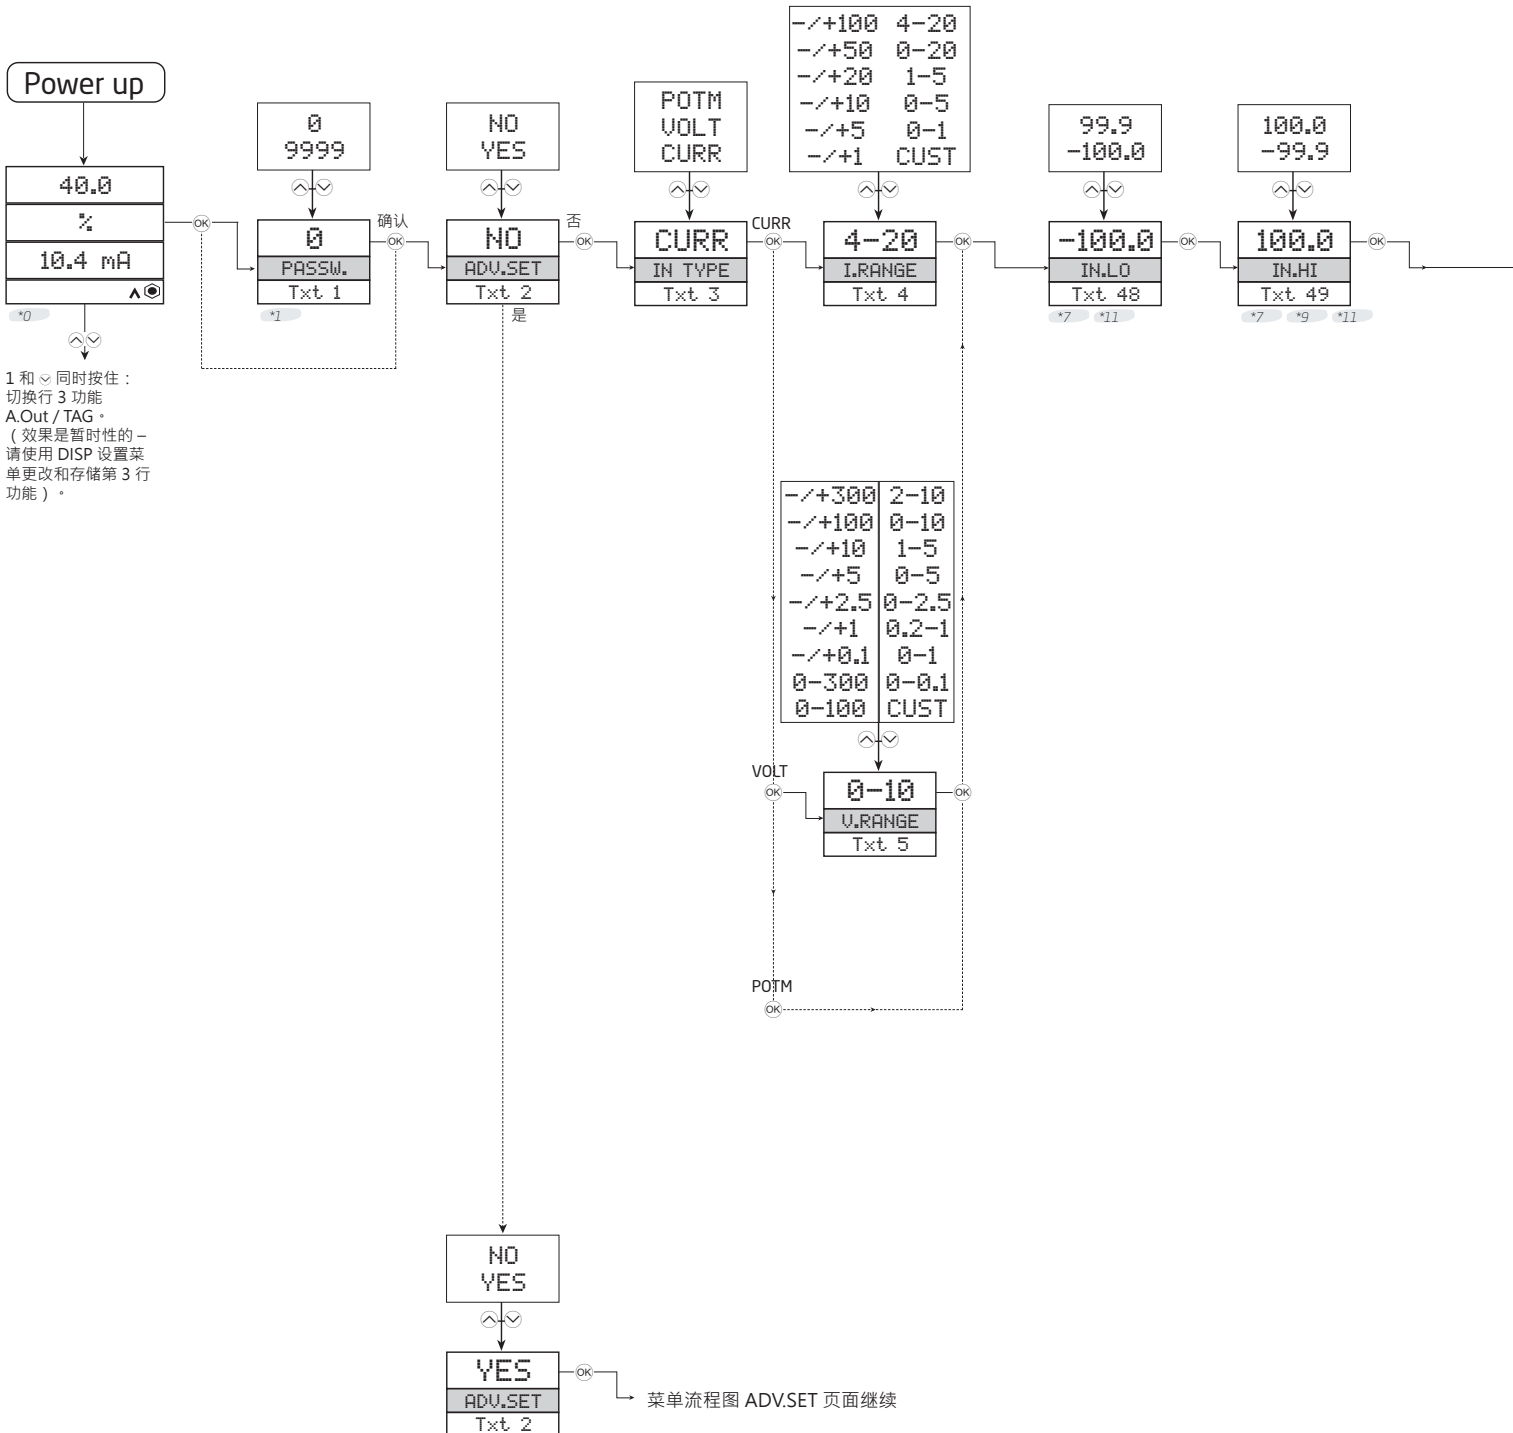 Power up
40.0
%
10.4 mA
*0
1 和 同时按住：
切换行 3 功能
A.Out / TAG。
（效果是暂时性的 –
请使用 DISP 设置菜
单更改和存储第 3 行
功能）。
0
9999
OK
0
PASSW.
Txt 1
*1
确认
OK
NO
YES
NO
ADV.SET
Txt 2
否
OK
是
POTM
VOLT
CURR
CURR
IN TYPE
Txt 3
CURR
OK
-/+100 4-20
-/+50 0-20
-/+20 1-5
-/+10 0-5
-/+5 0-1
-/+1 CUST
4-20
I.RANGE
Txt 4
OK
99.9
-100.0
-100.0
IN.LO
Txt 48
*7 *11
OK
100.0
-99.9
100.0
IN.HI
Txt 49
*7 *9 *11
OK
-/+300 2-10
-/+100 0-10
-/+10 1-5
-/+5 0-5
-/+2.5 0-2.5
-/+1 0.2-1
-/+0.1 0-1
0-300 0-0.1
0-100 CUST
VOLT
OK
0-10
V.RANGE
Txt 5
OK
POTM
OK
NO
YES
YES
ADV.SET
Txt 2
OK
菜单流程图 ADV.SET 页面继续